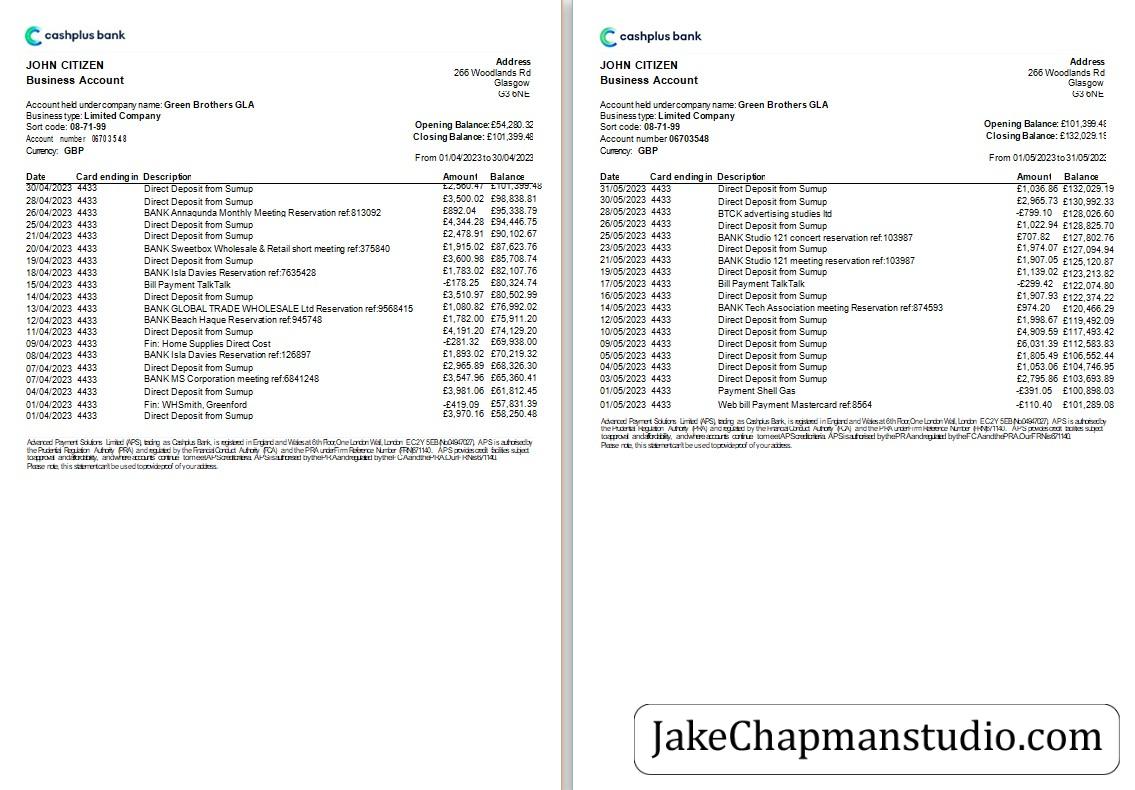 cashplus bank
JOHN CITIZEN
Business Account
Address
266 Woodlands Rd
Glasgow
G3 6NE
Account held under company name: Green Brothers GLA
Business type: Limited Company
Sort code: 08-71-99
Account number 06703548
Currency: GBP
Opening Balance: £54,280.32
Closing Balance: £101,399.48
From 01/04/2023 to 30/04/2023
Date Card ending in Description Amount Balance
30/04/2023 4433 Direct Deposit from Sumup £2,560.47 £101,399.48
28/04/2023 4433 Direct Deposit from Sumup £3,500.02 £98,838.81
26/04/2023 4433 BANK Annaqunda Monthly Meeting Reservation ref:813092 £892.04 £95,338.79
25/04/2023 4433 Direct Deposit from Sumup £4,344.28 £94,446.75
21/04/2023 4433 Direct Deposit from Sumup £2,478.91 £90,102.67
20/04/2023 4433 BANK Sweetbox Wholesale & Retail short meeting ref:375840 £1,915.02 £87,623.76
19/04/2023 4433 Direct Deposit from Sumup £3,600.98 £85,708.74
18/04/2023 4433 BANK Isla Davies Reservation ref:7635428 £1,783.02 £82,107.76
15/04/2023 4433 Bill Payment TalkTalk -£178.25 £80,324.74
14/04/2023 4433 Direct Deposit from Sumup £3,510.97 £80,502.99
13/04/2023 4433 BANK GLOBAL TRADE WHOLESALE Ltd Reservation ref:9568415 £1,080.82 £76,992.02
12/04/2023 4433 BANK Beach Haque Reservation ref:945748 £1,782.00 £75,911.20
11/04/2023 4433 Direct Deposit from Sumup £4,191.20 £74,129.20
09/04/2023 4433 Fin: Home Supplies Direct Cost -£281.32 £69,938.00
08/04/2023 4433 BANK Isla Davies Reservation ref:126897 £1,893.02 £70,219.32
07/04/2023 4433 Direct Deposit from Sumup £2,965.89 £68,326.30
07/04/2023 4433 BANK MS Corporation meeting ref:6841248 £3,547.96 £65,360.41
04/04/2023 4433 Direct Deposit from Sumup £3,981.06 £61,812.45
01/04/2023 4433 Fin: WHSmith, Greenford -£419.09 £57,831.39
01/04/2023 4433 Direct Deposit from Sumup £3,970.16 £58,250.48
Advanced Payment Solutions Limited (APS), trading as Cashplus Bank, is registered in England and Wales at 6th Floor, One London Wall, London EC2Y 5EB (No04947027). APS is authorised by
the Prudential Regulation Authority (PRA) and regulated by the Financial Conduct Authority (FCA) and the PRA under Firm Reference Number (FRN)671140. APS provides credit facilities subject
to approval and affordability, and where accounts continue to meet APS credit criteria. APS is authorised by the PRA and regulated by the FCA and the PRA. Our FRN is 671140.
Please note, this statement can't be used to provide proof of your address.
cashplus bank
JOHN CITIZEN
Business Account
Address
266 Woodlands Rd
Glasgow
G3 6NE
Account held under company name: Green Brothers GLA
Business type: Limited Company
Sort code: 08-71-99
Account number 06703548
Currency: GBP
Opening Balance: £101,399.48
Closing Balance: £132,029.19
From 01/05/2023 to 31/05/2023
Date Card ending in Description Amount Balance
31/05/2023 4433 Direct Deposit from Sumup £1,036.86 £132,029.19
30/05/2023 4433 Direct Deposit from Sumup £2,965.73 £130,992.33
28/05/2023 4433 BTCK advertising studies ltd -£799.10 £128,026.60
26/05/2023 4433 Direct Deposit from Sumup £1,022.94 £128,825.70
25/05/2023 4433 BANK Studio 121 concert reservation ref:103987 £707.82 £127,802.76
23/05/2023 4433 Direct Deposit from Sumup £1,974.07 £127,094.94
21/05/2023 4433 BANK Studio 121 meeting reservation ref:103987 £1,907.05 £125,120.87
19/05/2023 4433 Direct Deposit from Sumup £1,139.02 £123,213.82
17/05/2023 4433 Bill Payment TalkTalk -£299.42 £122,074.80
16/05/2023 4433 Direct Deposit from Sumup £1,907.93 £122,374.22
14/05/2023 4433 BANK Tech Association meeting Reservation ref:874593 £974.20 £120,466.29
12/05/2023 4433 Direct Deposit from Sumup £1,998.67 £119,492.09
10/05/2023 4433 Direct Deposit from Sumup £4,909.59 £117,493.42
09/05/2023 4433 Direct Deposit from Sumup £6,031.39 £112,583.83
05/05/2023 4433 Direct Deposit from Sumup £1,805.49 £106,552.44
04/05/2023 4433 Direct Deposit from Sumup £1,053.06 £104,746.95
03/05/2023 4433 Direct Deposit from Sumup £2,795.86 £103,693.89
01/05/2023 4433 Payment Shell Gas -£391.05 £100,898.03
01/05/2023 4433 Web bill Payment Mastercard ref:8564 -£110.40 £101,289.08
Advanced Payment Solutions Limited (APS), trading as Cashplus Bank, is registered in England and Wales at 6th Floor, One London Wall, London EC2Y 5EB (No04947027). APS is authorised by
the Prudential Regulation Authority (PRA) and regulated by the Financial Conduct Authority (FCA) and the PRA under Firm Reference Number (FRN)671140. APS provides credit facilities subject
to approval and affordability, and where accounts continue to meet APS credit criteria. APS is authorised by the PRA and regulated by the FCA and the PRA. Our FRN is 671140.
Please note, this statement can't be used to provide proof of your address.
JakeChapmanstudio.com